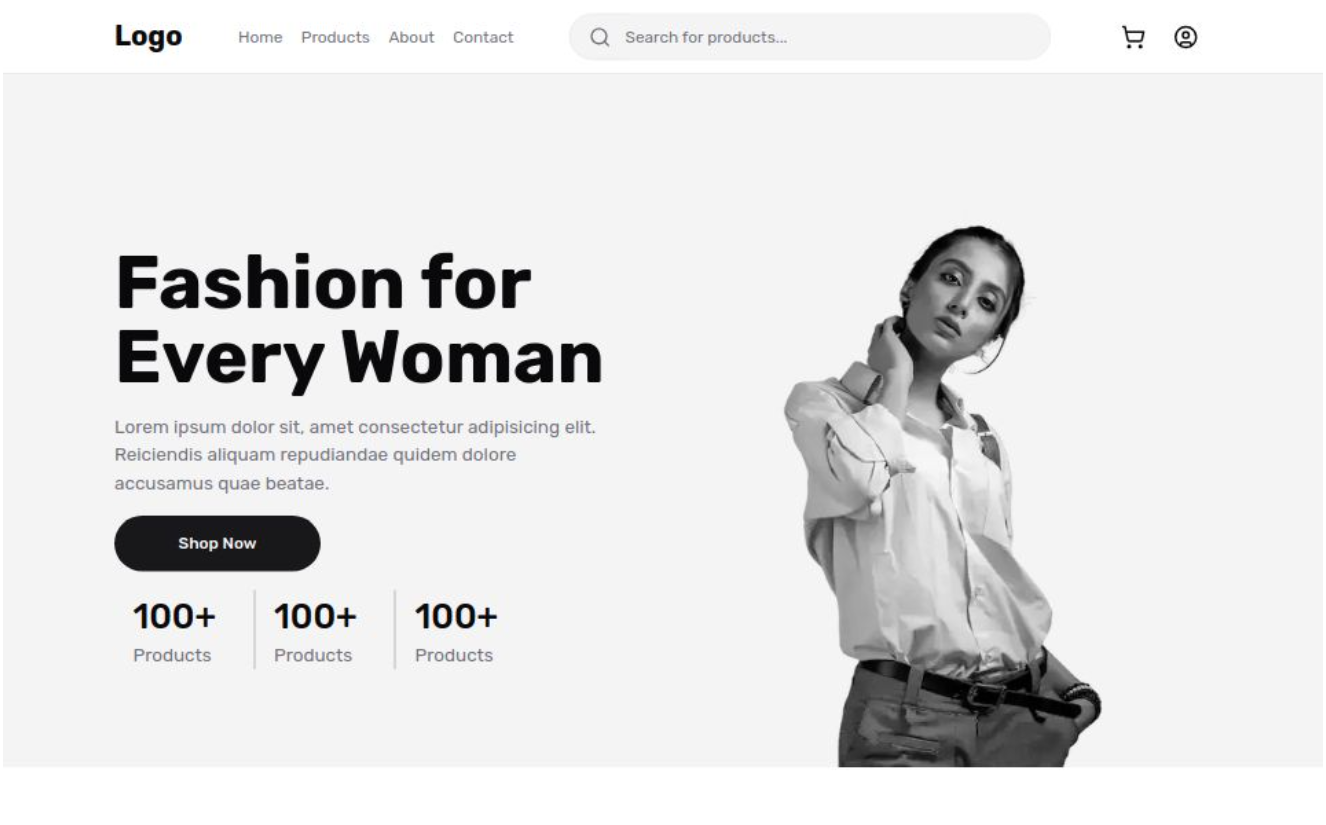 Logo
Home Products About Contact
Search for products...
Fashion for
Every Woman
Lorem ipsum dolor sit, amet consectetur adipisicing elit.
Reiciendis aliquam repudiandae quidem dolore
accusamus quae beatae.
Shop Now
100+ 100+ 100+
Products Products Products